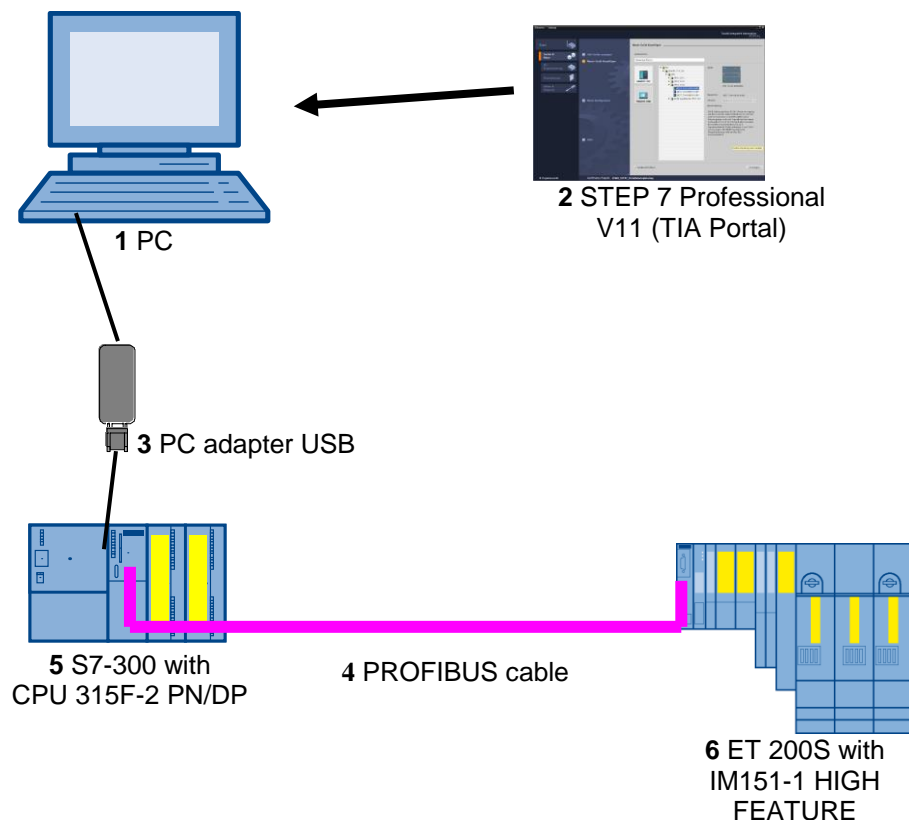 2 STEP 7 Professional
V11 (TIA Portal)
1 PC
3 PC adapter USB
5 S7-300 with
CPU 315F-2 PN/DP
4 PROFIBUS cable
6 ET 200S with
IM151-1 HIGH
FEATURE